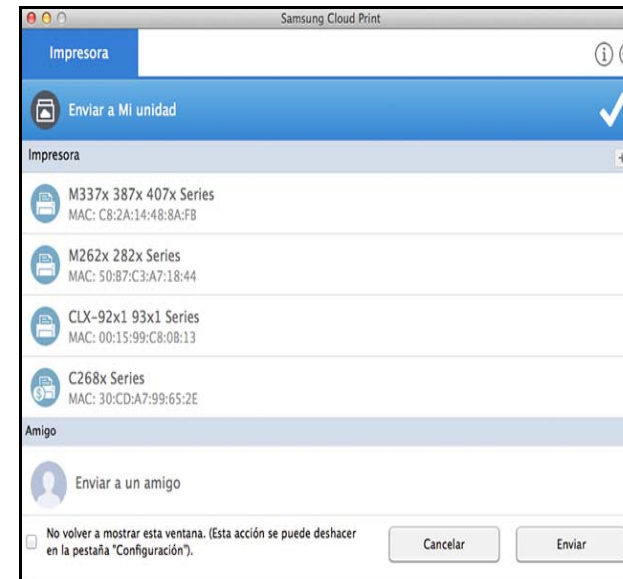 Samsung Cloud Print
Impresora
Enviar a Mi unidad
Impresora
M337x 387x 407x Series
MAC: C8:2A:14:48:8A:FB
M262x 282x Series
MAC: 50:B7:C3:A7:18:44
CLX-92x1 93x1 Series
MAC: 00:15:99:C8:0B:13
C268x Series
MAC: 30:CD:A7:99:65:2E
Amigo
Enviar a un amigo
No volver a mostrar esta ventana. (Esta acción se puede deshacer
en la pestaña "Configuración").
Cancelar
Enviar